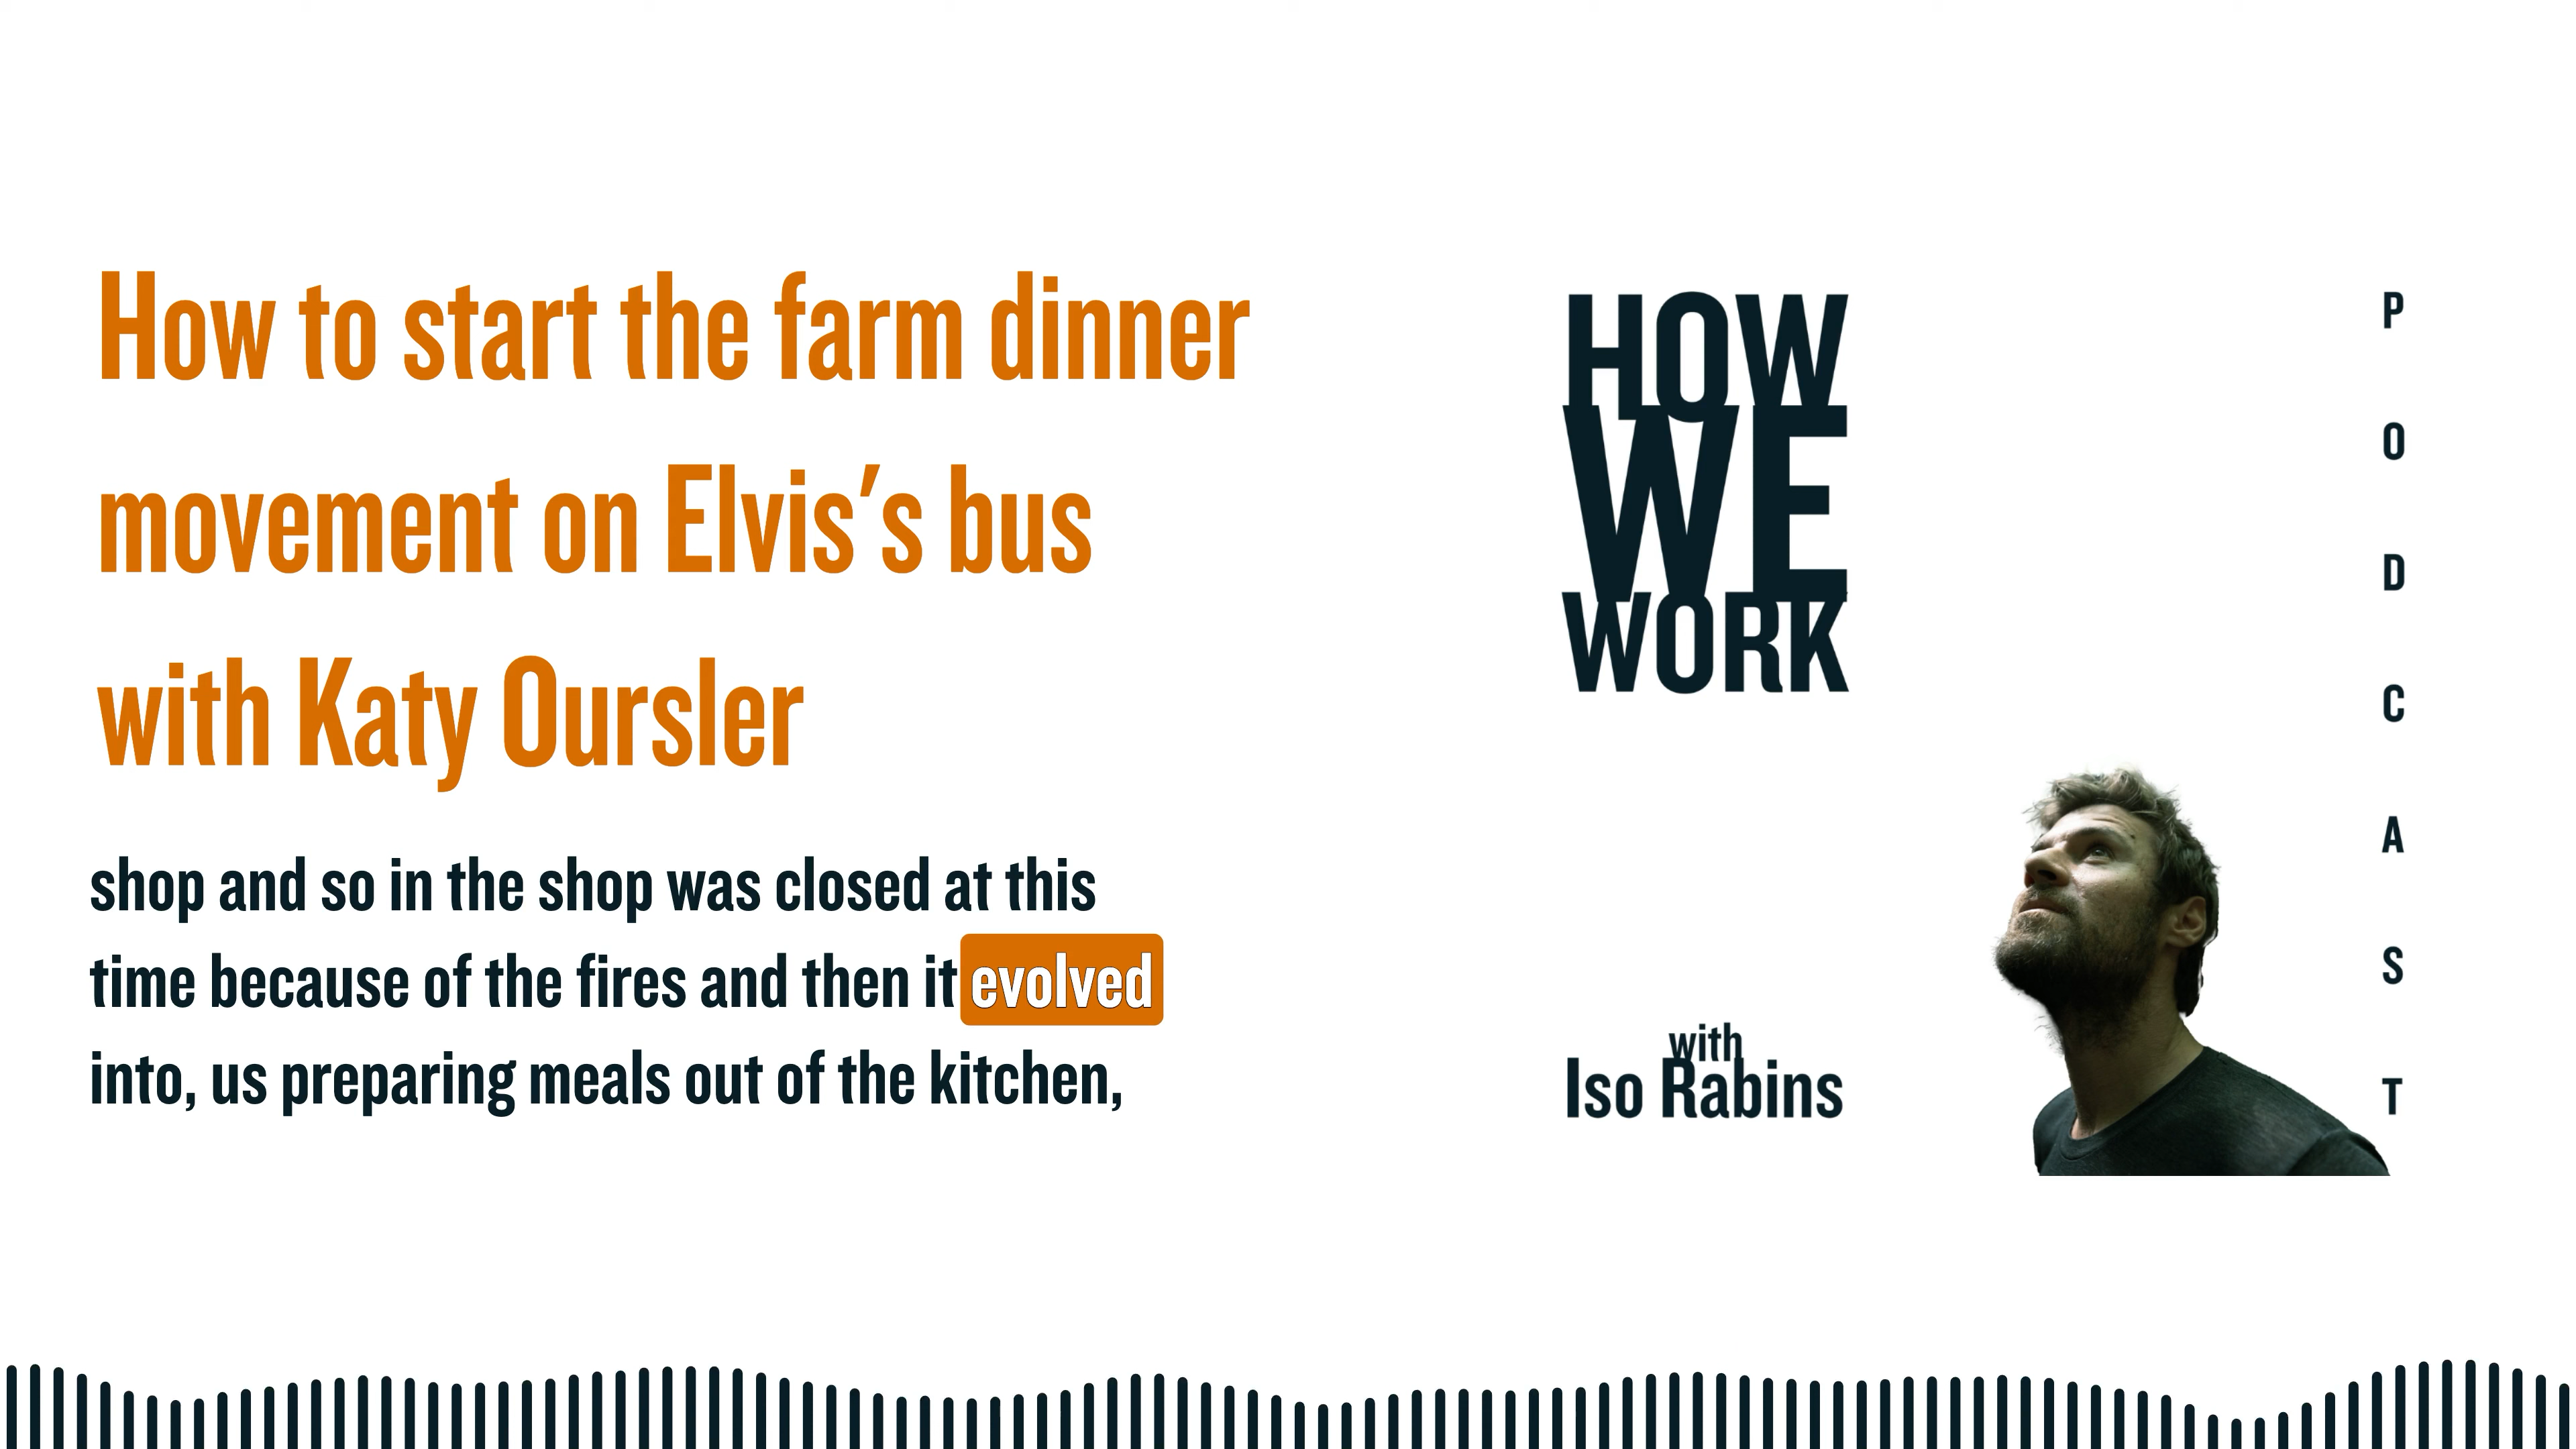 How to start the farm dinner
movement on Elvis's bus
with Katy Oursler
shop and so in the shop was closed at this
time because of the fires and then it evolved
into, us preparing meals out of the kitchen,
HOW
WE
WORK
with
Iso Rabins
PODCAST